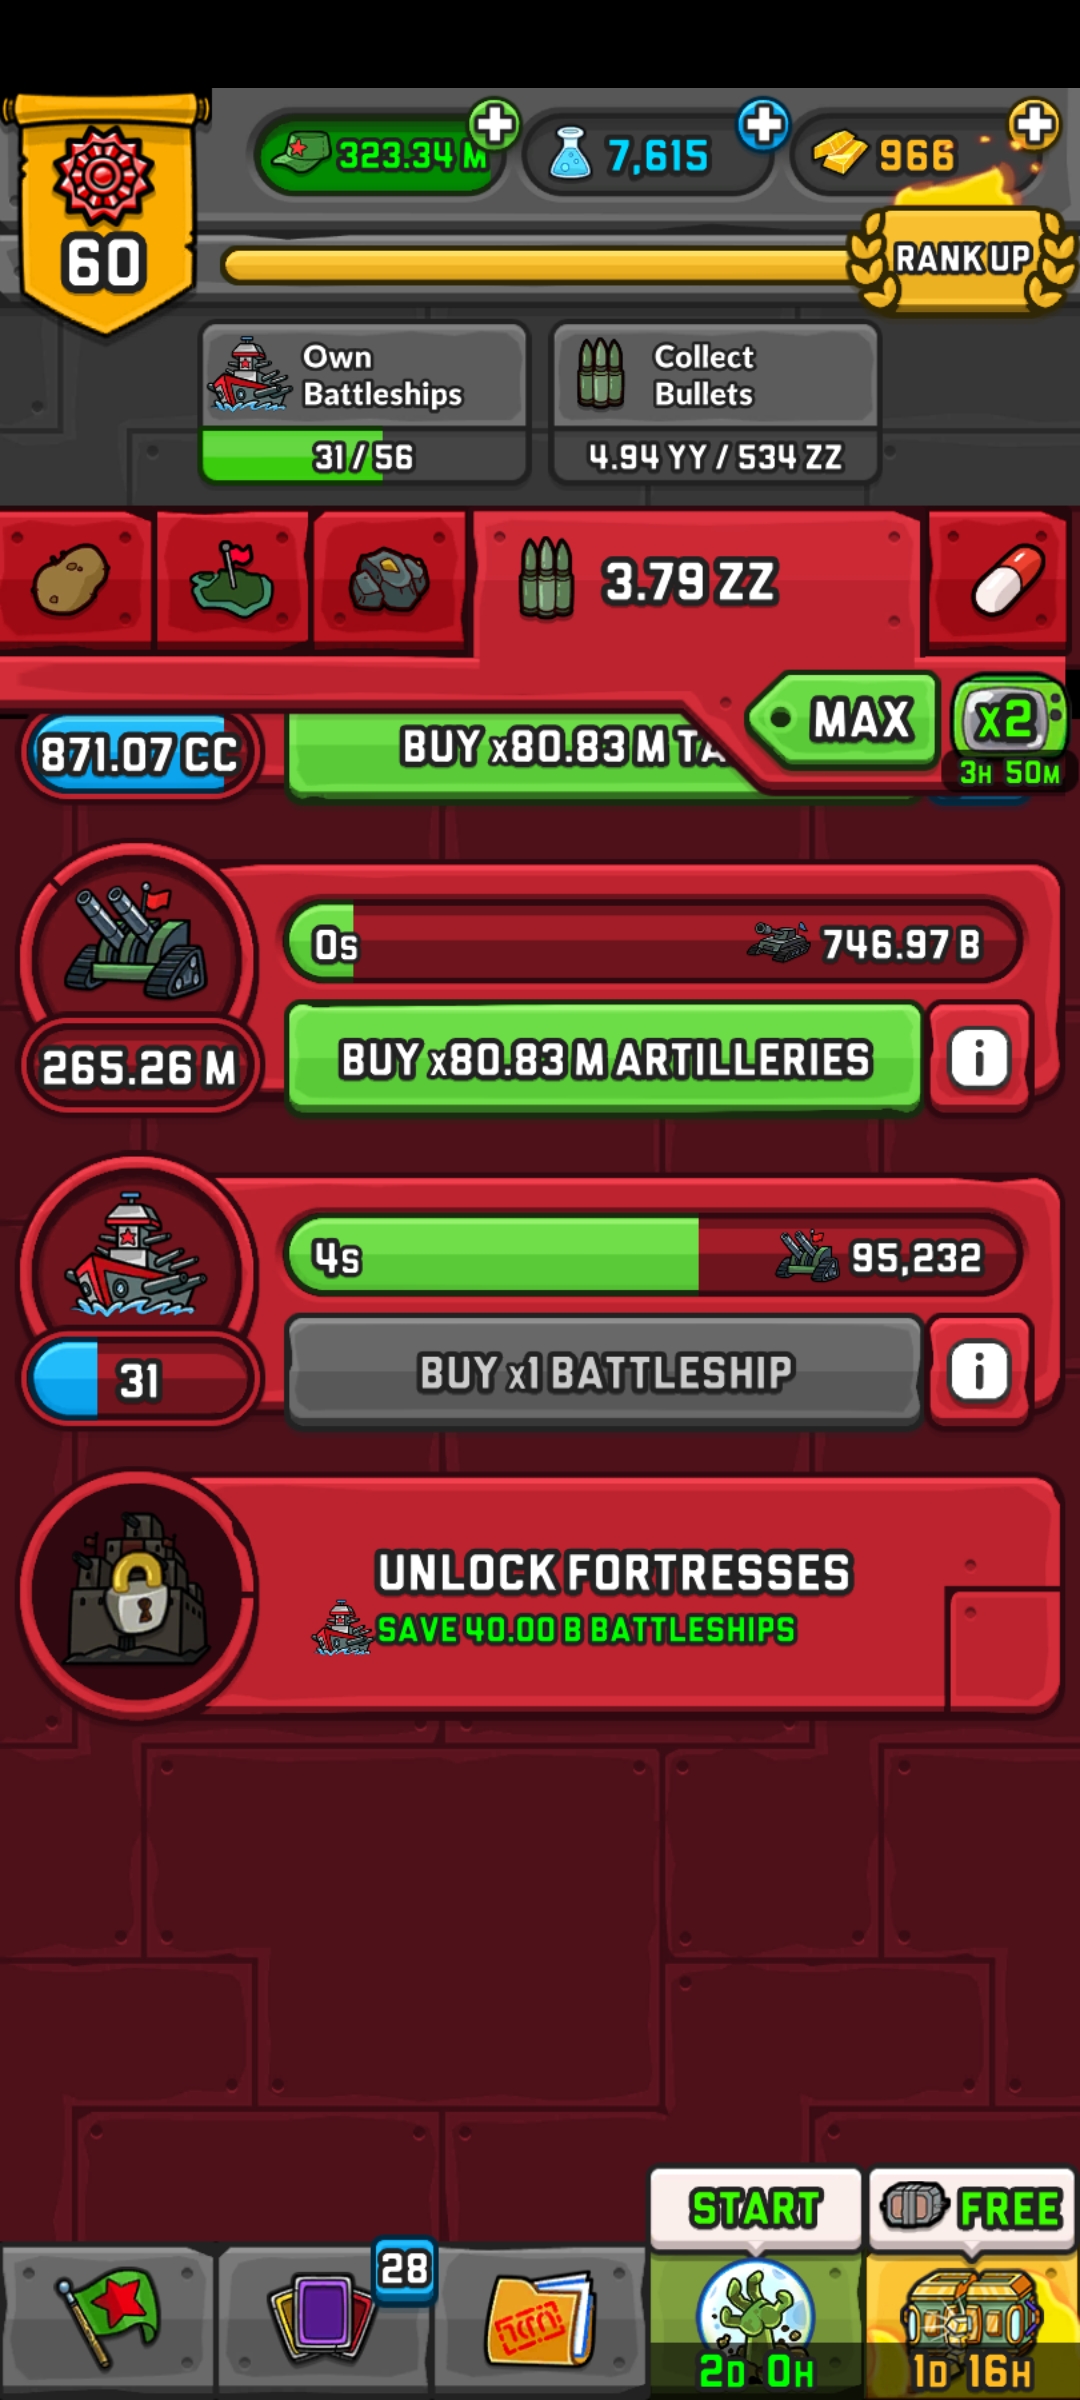 323.34 M
7,615
966
60
RANK UP
Own
Battleships
31 / 56
Collect
Bullets
4.94 YY / 534 ZZ
3.79 ZZ
MAX
x2
3H 50M
871.07 CC
BUY x80.83 M TA
0s
746.97 B
265.26 M
BUY x80.83 M ARTILLERIES
i
4s
95,232
31
BUY x1 BATTLESHIP
i
UNLOCK FORTRESSES
SAVE 40.00 B BATTLESHIPS
START
FREE
28
2D 0H
1D 16H